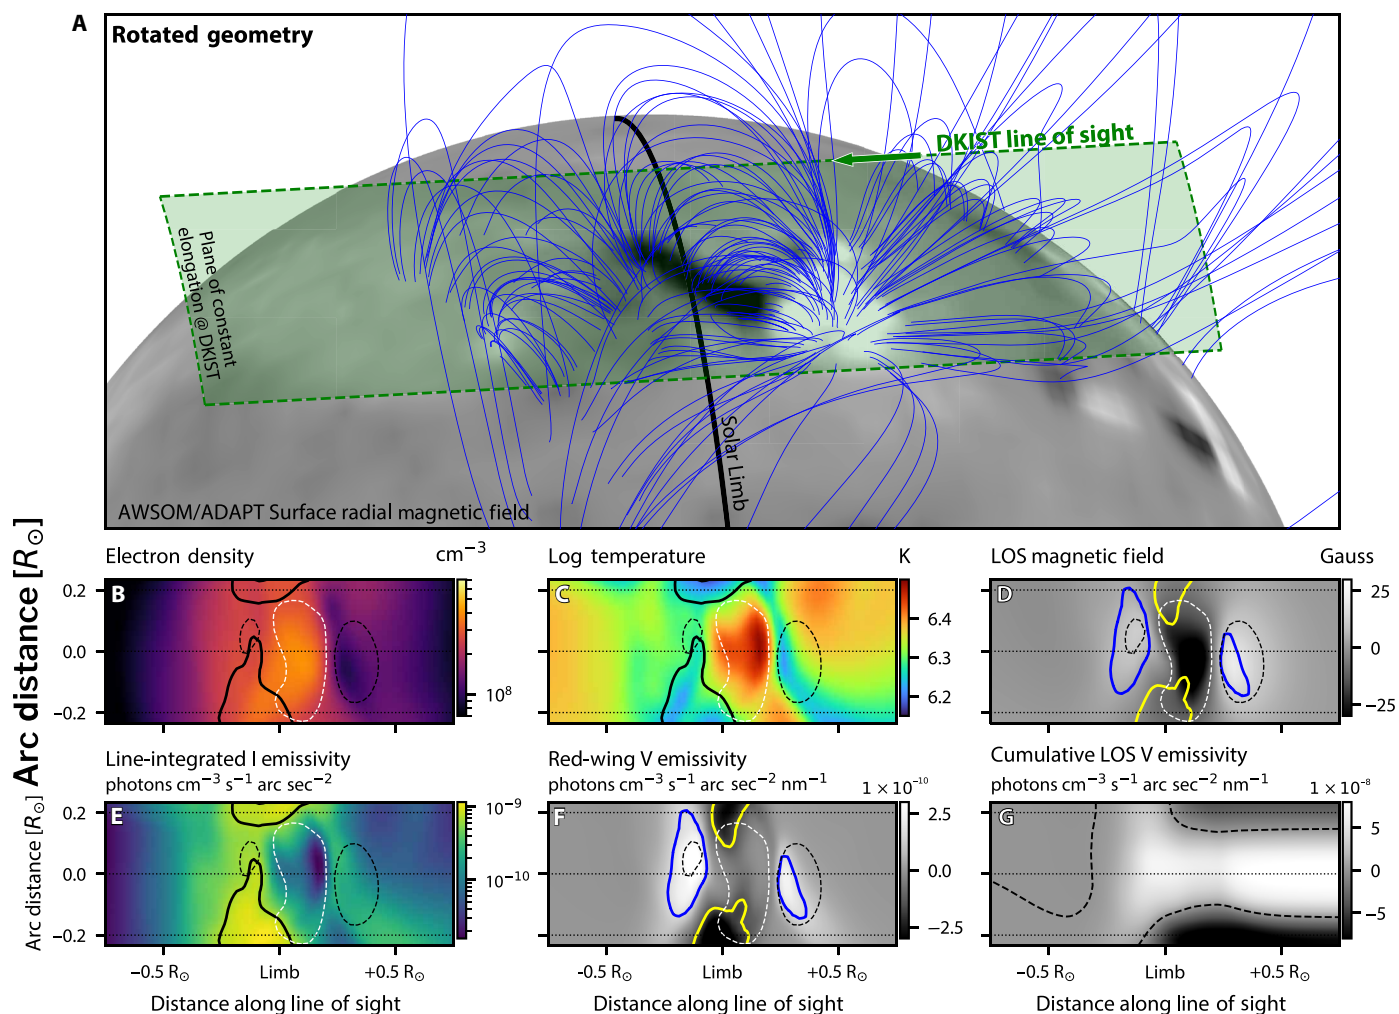 A
Rotated geometry
DKIST line of sight
Plane of constant
elongation @ DKIST
Solar Limb
AWSOM/ADAPT Surface radial magnetic field
Arc distance [R☉]
Electron density
cm⁻³
B
0.2
0.0
−0.2
10⁸
Log temperature
K
C
6.4
6.3
6.2
LOS magnetic field
Gauss
D
25
0
−25
Line-integrated I emissivity
photons cm⁻³ s⁻¹ arc sec⁻²
E
Arc distance [R☉]
0.2
0.0
−0.2
10⁻⁹
10⁻¹⁰
−0.5 R☉
Limb
+0.5 R☉
Distance along line of sight
Red-wing V emissivity
photons cm⁻³ s⁻¹ arc sec⁻² nm⁻¹
1 × 10⁻¹⁰
F
2.5
0.0
−2.5
-0.5 R☉
Limb
+0.5 R☉
Distance along line of sight
Cumulative LOS V emissivity
photons cm⁻³ s⁻¹ arc sec⁻² nm⁻¹
1 × 10⁻⁸
G
5
0
−5
−0.5 R☉
Limb
+0.5 R☉
Distance along line of sight